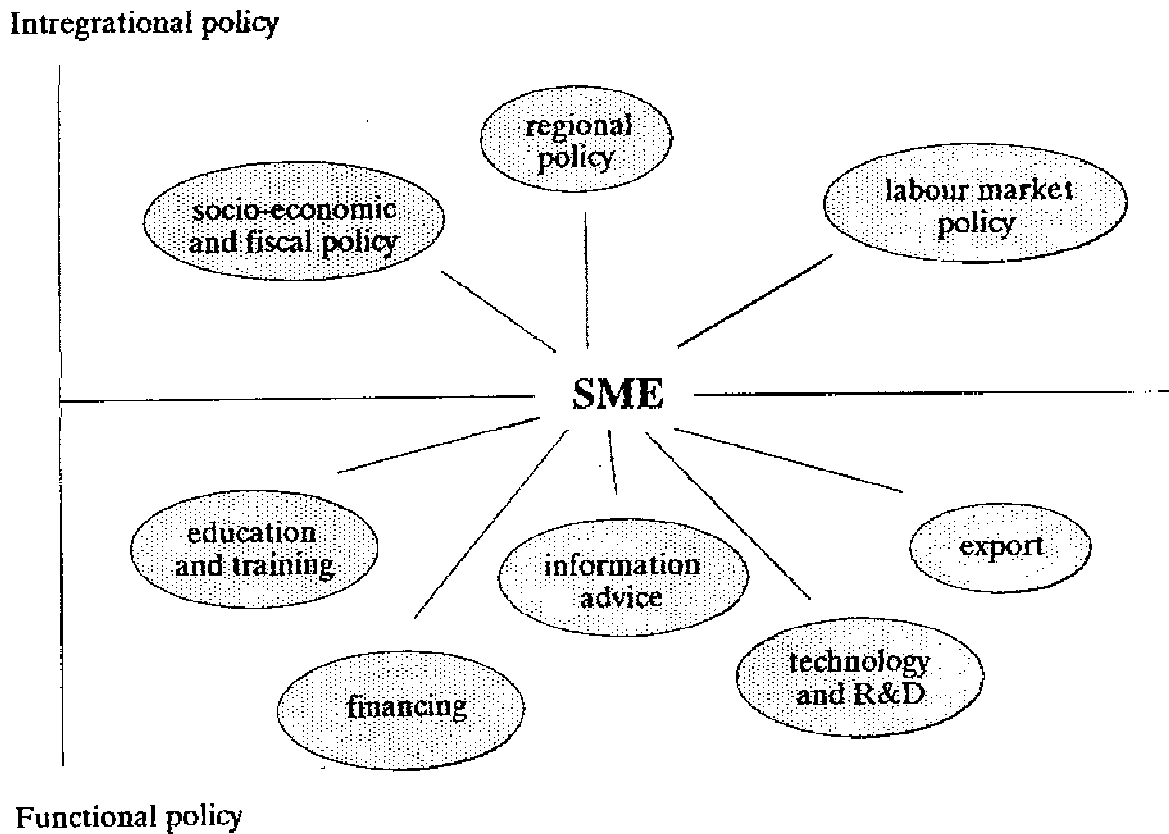 Intregrational policy
regional
policy
socio-economic
and fiscal policy
labour market
policy
SME
education
and training
information
advice
export
financing
technology
and R&D
Functional policy